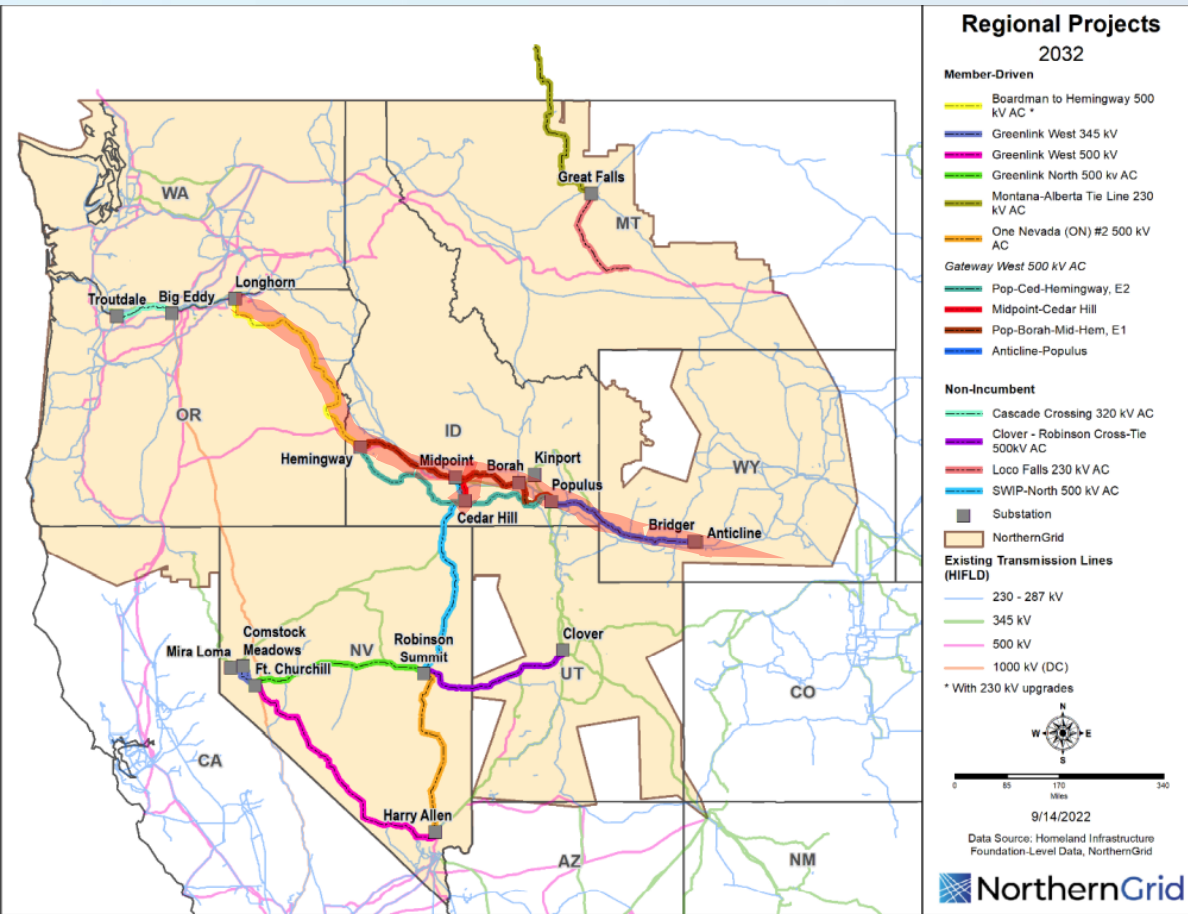 Regional Projects
2032
Member-Driven
Boardman to Hemingway 500
kV AC *
Greenlink West 345 kV
Greenlink West 500 kV
Greenlink North 500 kv AC
Montana-Alberta Tie Line 230
kV AC
One Nevada (ON) #2 500 kV
AC
Gateway West 500 kV AC
Pop-Ced-Hemingway, E2
Midpoint-Cedar Hill
Pop-Borah-Mid-Hem, E1
Anticline-Populus
Non-Incumbent
Cascade Crossing 320 kV AC
Clover - Robinson Cross-Tie
500kV AC
Loco Falls 230 kV AC
SWIP-North 500 kV AC
Substation
NorthernGrid
Existing Transmission Lines
(HIFLD)
230 - 287 kV
345 kV
500 kV
1000 kV (DC)
* With 230 kV upgrades
N
W E
S
0 85 170 340
Miles
9/14/2022
Data Source: Homeland Infrastructure
Foundation-Level Data, NorthernGrid
NorthernGrid
Great Falls
WA
MT
Longhorn
Troutdale
Big Eddy
OR
ID
Hemingway
Midpoint
Borah
Kinport
Populus
Cedar Hill
WY
Bridger
Anticline
Comstock
Meadows
Mira Loma
Ft. Churchill
NV
Robinson
Summit
Clover
UT
CO
CA
Harry Allen
AZ
NM